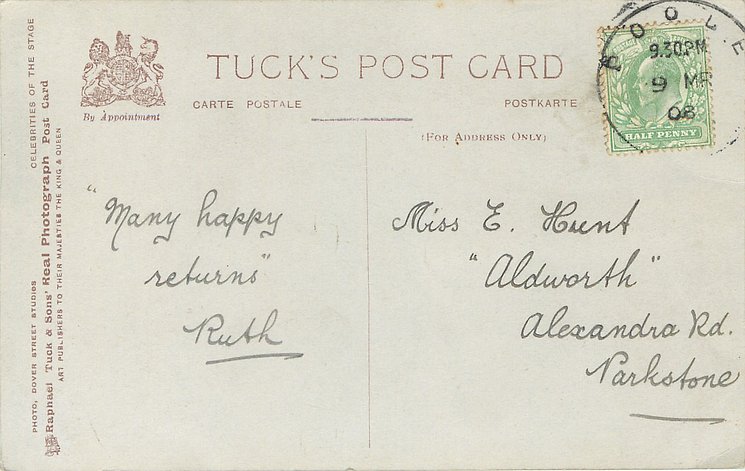 CELEBRITIES OF THE STAGE
PHOTO, DOVER STREET STUDIOS
Raphael Tuck & Sons' Real Photograph Post Card
ART PUBLISHERS TO THEIR MAJESTIES THE KING & QUEEN
By Appointment
TUCK'S POST CARD
CARTE POSTALE
POSTKARTE
(FOR ADDRESS ONLY)
POOLE
9.30PM
9 MR
08
HALF PENNY
"Many happy
returns"
Ruth
Miss E. Hunt
"Aldworth"
Alexandra Rd.
Parkstone